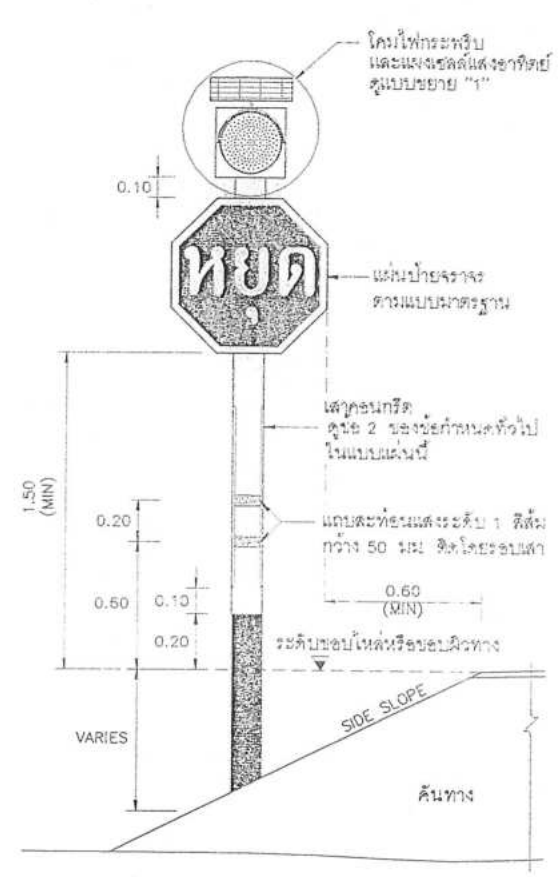 โคมไฟกระพริบ
และแผงเซลล์แสงอาทิตย์
ดูแบบขยาย "1"
0.10
หยุด
แผ่นป้ายจราจร
ตามแบบมาตรฐาน
เสาคอนกรีต
ดูข้อ 2 ของข้อกำหนดทั่วไป
ในแบบแผ่นนี้
1.50
(MIN)
0.20
แถบสะท้อนแสงระดับ 1 สีส้ม
กว้าง 50 มม ติดโดยรอบเสา
0.50
0.10
0.60
(MIN)
0.20
ระดับขอบไหล่หรือขอบผิวทาง
SIDE SLOPE
VARIES
คันทาง